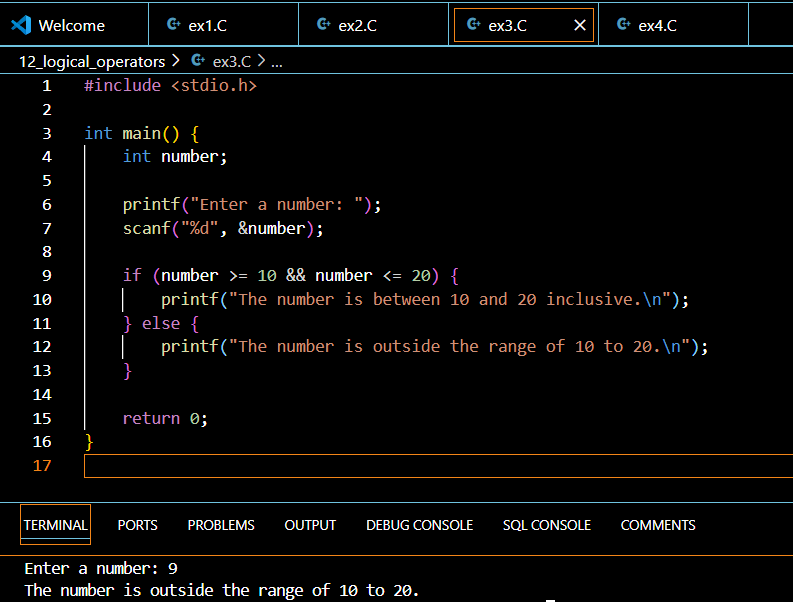 Welcome ex1.C ex2.C ex3.C ex4.C
12_logical_operators > ex3.C > ...
1 #include <stdio.h>
2
3 int main() {
4     int number;
5
6     printf("Enter a number: ");
7     scanf("%d", &number);
8
9     if (number >= 10 && number <= 20) {
10         printf("The number is between 10 and 20 inclusive.\n");
11     } else {
12         printf("The number is outside the range of 10 to 20.\n");
13     }
14
15     return 0;
16 }
17
TERMINAL PORTS PROBLEMS OUTPUT DEBUG CONSOLE SQL CONSOLE COMMENTS
Enter a number: 9
The number is outside the range of 10 to 20.